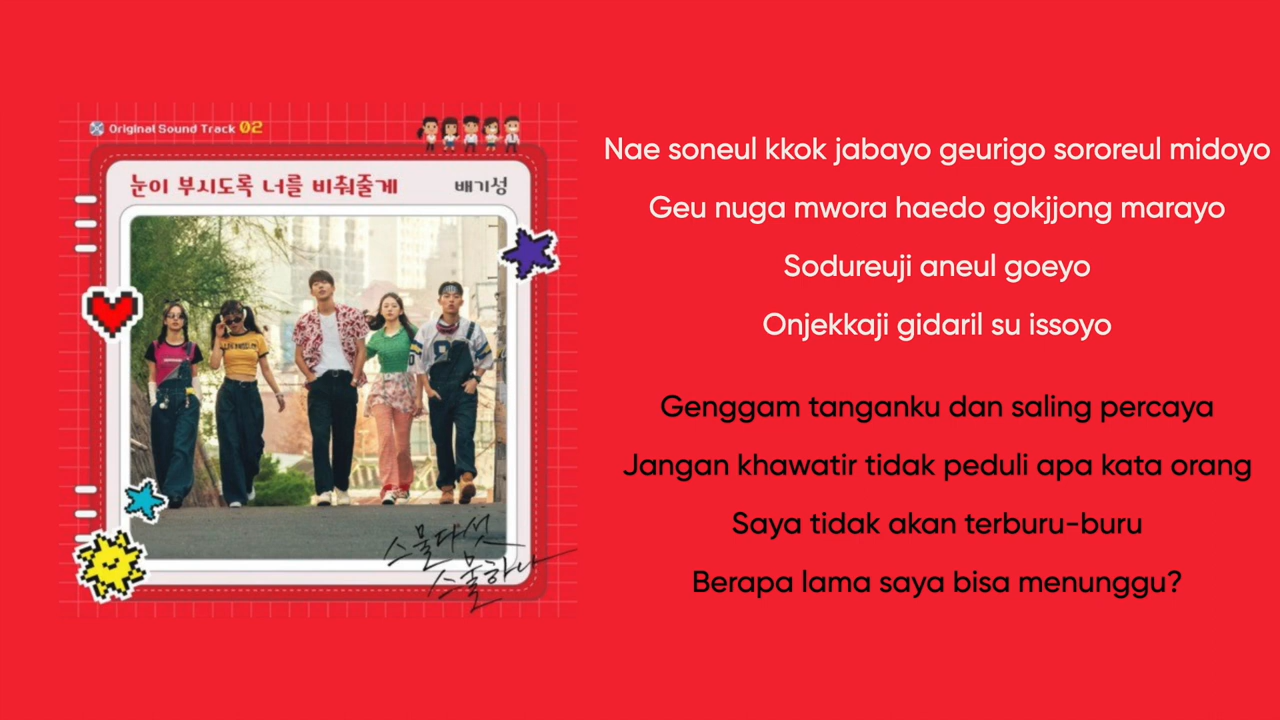 Original Sound Track 02
눈이 부시도록 너를 비춰줄게
배기성
스물다섯
스물하나
Nae soneul kkok jabayo geurigo sororeul midoyo
Geu nuga mwora haedo gokjjong marayo
Sodureuji aneul goeyo
Onjekkaji gidaril su issoyo
Genggam tanganku dan saling percaya
Jangan khawatir tidak peduli apa kata orang
Saya tidak akan terburu-buru
Berapa lama saya bisa menunggu?